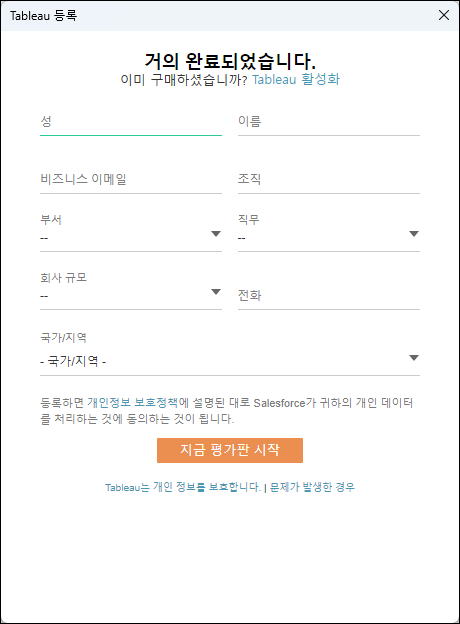 Tableau 등록
거의 완료되었습니다.
이미 구매하셨습니까? Tableau 활성화
성 이름
비즈니스 이메일 조직
부서 직무
-- --
회사 규모
-- 전화
국가/지역
- 국가/지역 -
등록하면 개인정보 보호정책에 설명된 대로 Salesforce가 귀하의 개인 데이터
를 처리하는 것에 동의하는 것이 됩니다.
지금 평가판 시작
Tableau는 개인 정보를 보호합니다. | 문제가 발생한 경우